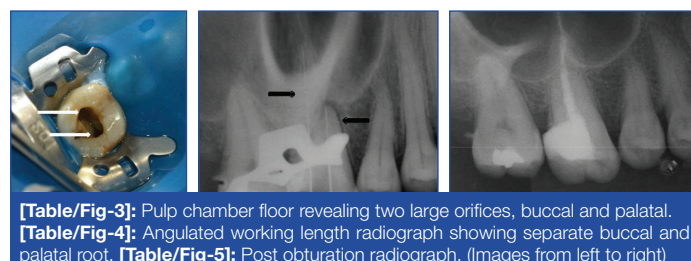 [Table/Fig-3]: Pulp chamber floor revealing two large orifices, buccal and palatal.
[Table/Fig-4]: Angulated working length radiograph showing separate buccal and
palatal root. [Table/Fig-5]: Post obturation radiograph. (Images from left to right)